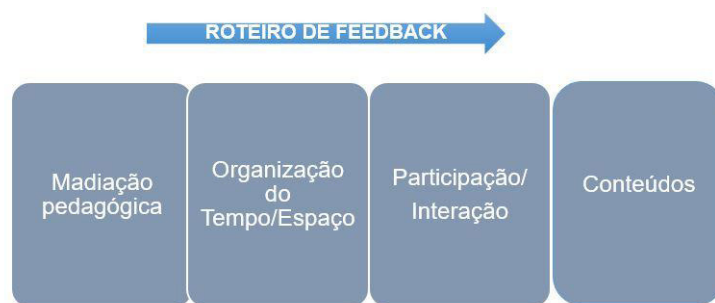 ROTEIRO DE FEEDBACK
Madiação
pedagógica
Organização
do
Tempo/Espaço
Participação/
Interação
Conteúdos